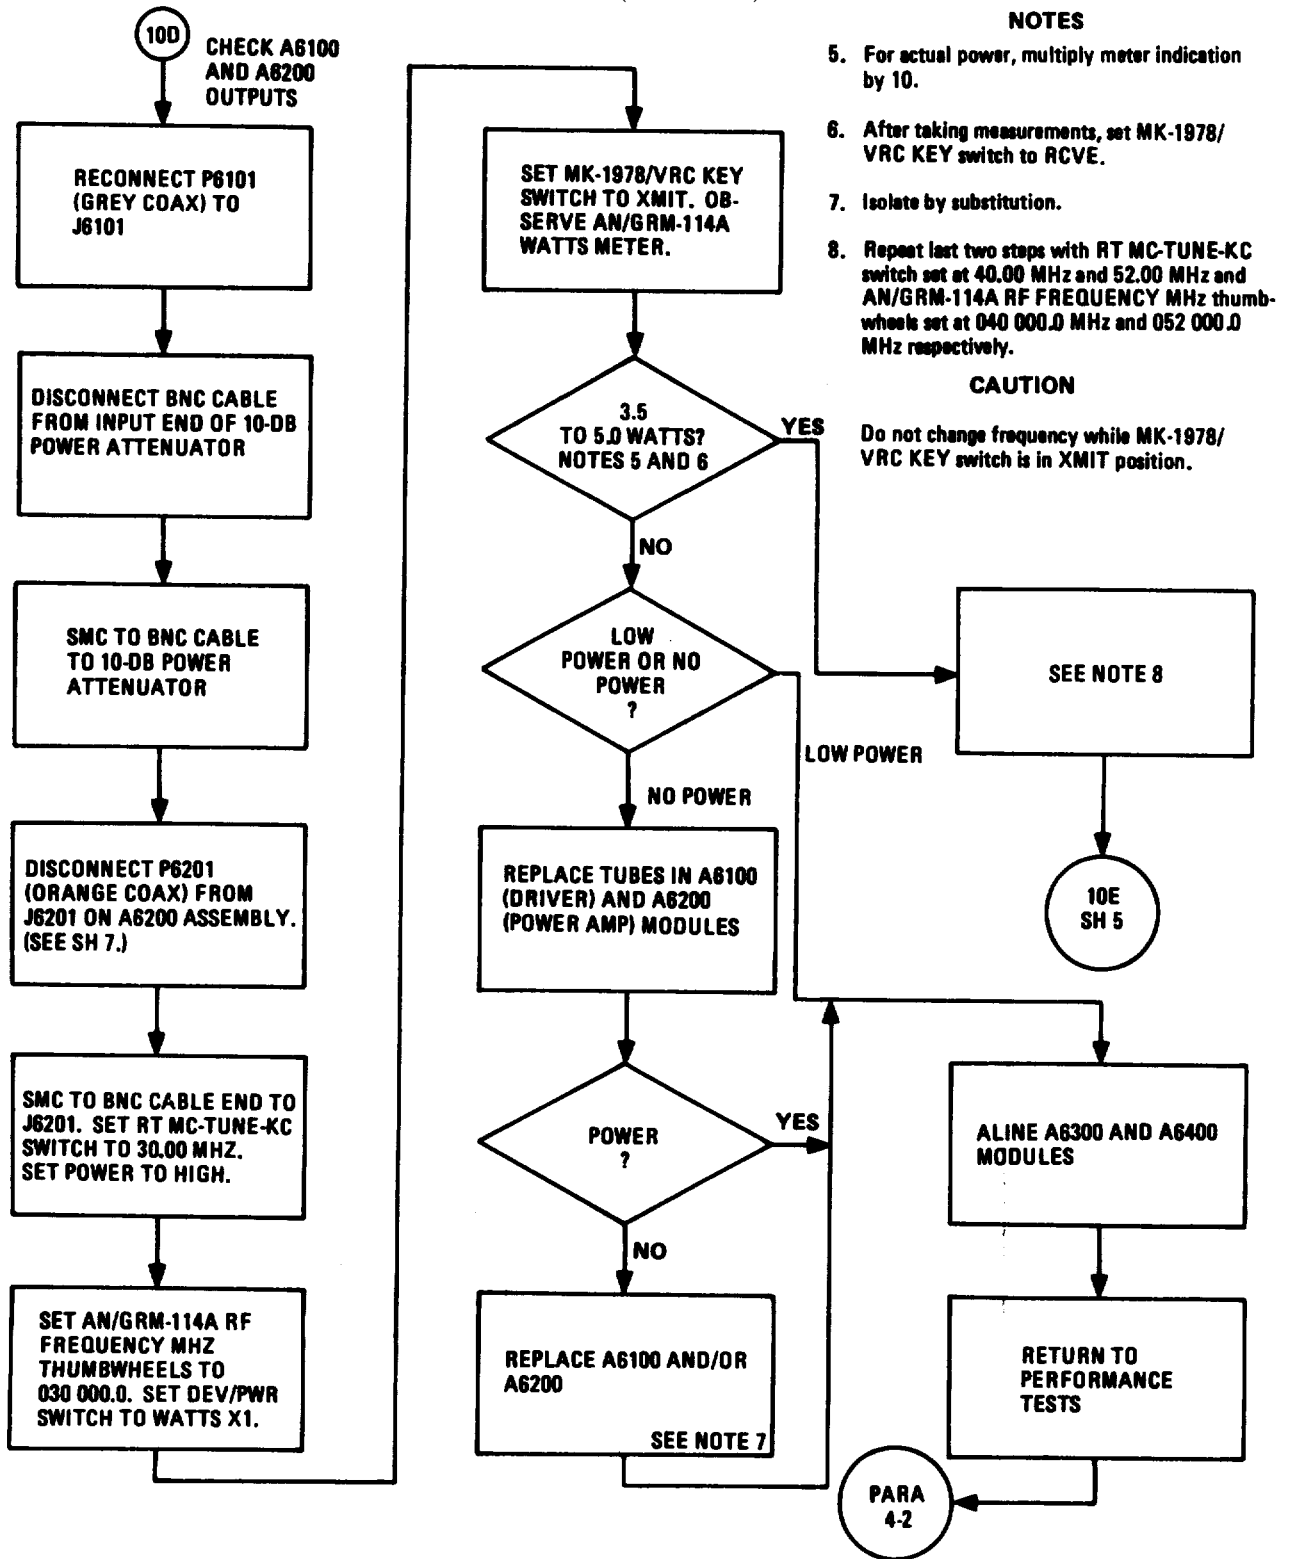 10D
CHECK A6100
AND A6200
OUTPUTS
RECONNECT P6101
(GREY COAX) TO
J6101
DISCONNECT BNC CABLE
FROM INPUT END OF 10-DB
POWER ATTENUATOR
SMC TO BNC CABLE
TO 10-DB POWER
ATTENUATOR
DISCONNECT P6201
(ORANGE COAX) FROM
J6201 ON A6200 ASSEMBLY.
(SEE SH 7.)
SMC TO BNC CABLE END TO
J6201. SET RT MC-TUNE-KC
SWITCH TO 30.00 MHZ.
SET POWER TO HIGH.
SET AN/GRM-114A RF
FREQUENCY MHZ
THUMBWHEELS TO
030 000.0. SET DEV/PWR
SWITCH TO WATTS X1.
SET MK-1978/VRC KEY
SWITCH TO XMIT. OB-
SERVE AN/GRM-114A
WATTS METER.
3.5
TO 5.0 WATTS?
NOTES 5 AND 6
YES
NO
LOW
POWER OR NO
POWER
?
LOW POWER
NO POWER
REPLACE TUBES IN A6100
(DRIVER) AND A6200
(POWER AMP) MODULES
POWER
?
YES
NO
REPLACE A6100 AND/OR
A6200
SEE NOTE 7
NOTES
5. For actual power, multiply meter indication
by 10.
6. After taking measurements, set MK-1978/
VRC KEY switch to RCVE.
7. Isolate by substitution.
8. Repeat last two steps with RT MC-TUNE-KC
switch set at 40.00 MHz and 52.00 MHz and
AN/GRM-114A RF FREQUENCY MHz thumb-
wheels set at 040 000.0 MHz and 052 000.0
MHz respectively.
CAUTION
Do not change frequency while MK-1978/
VRC KEY switch is in XMIT position.
SEE NOTE 8
10E
SH 5
ALINE A6300 AND A6400
MODULES
RETURN TO
PERFORMANCE
TESTS
PARA
4-2